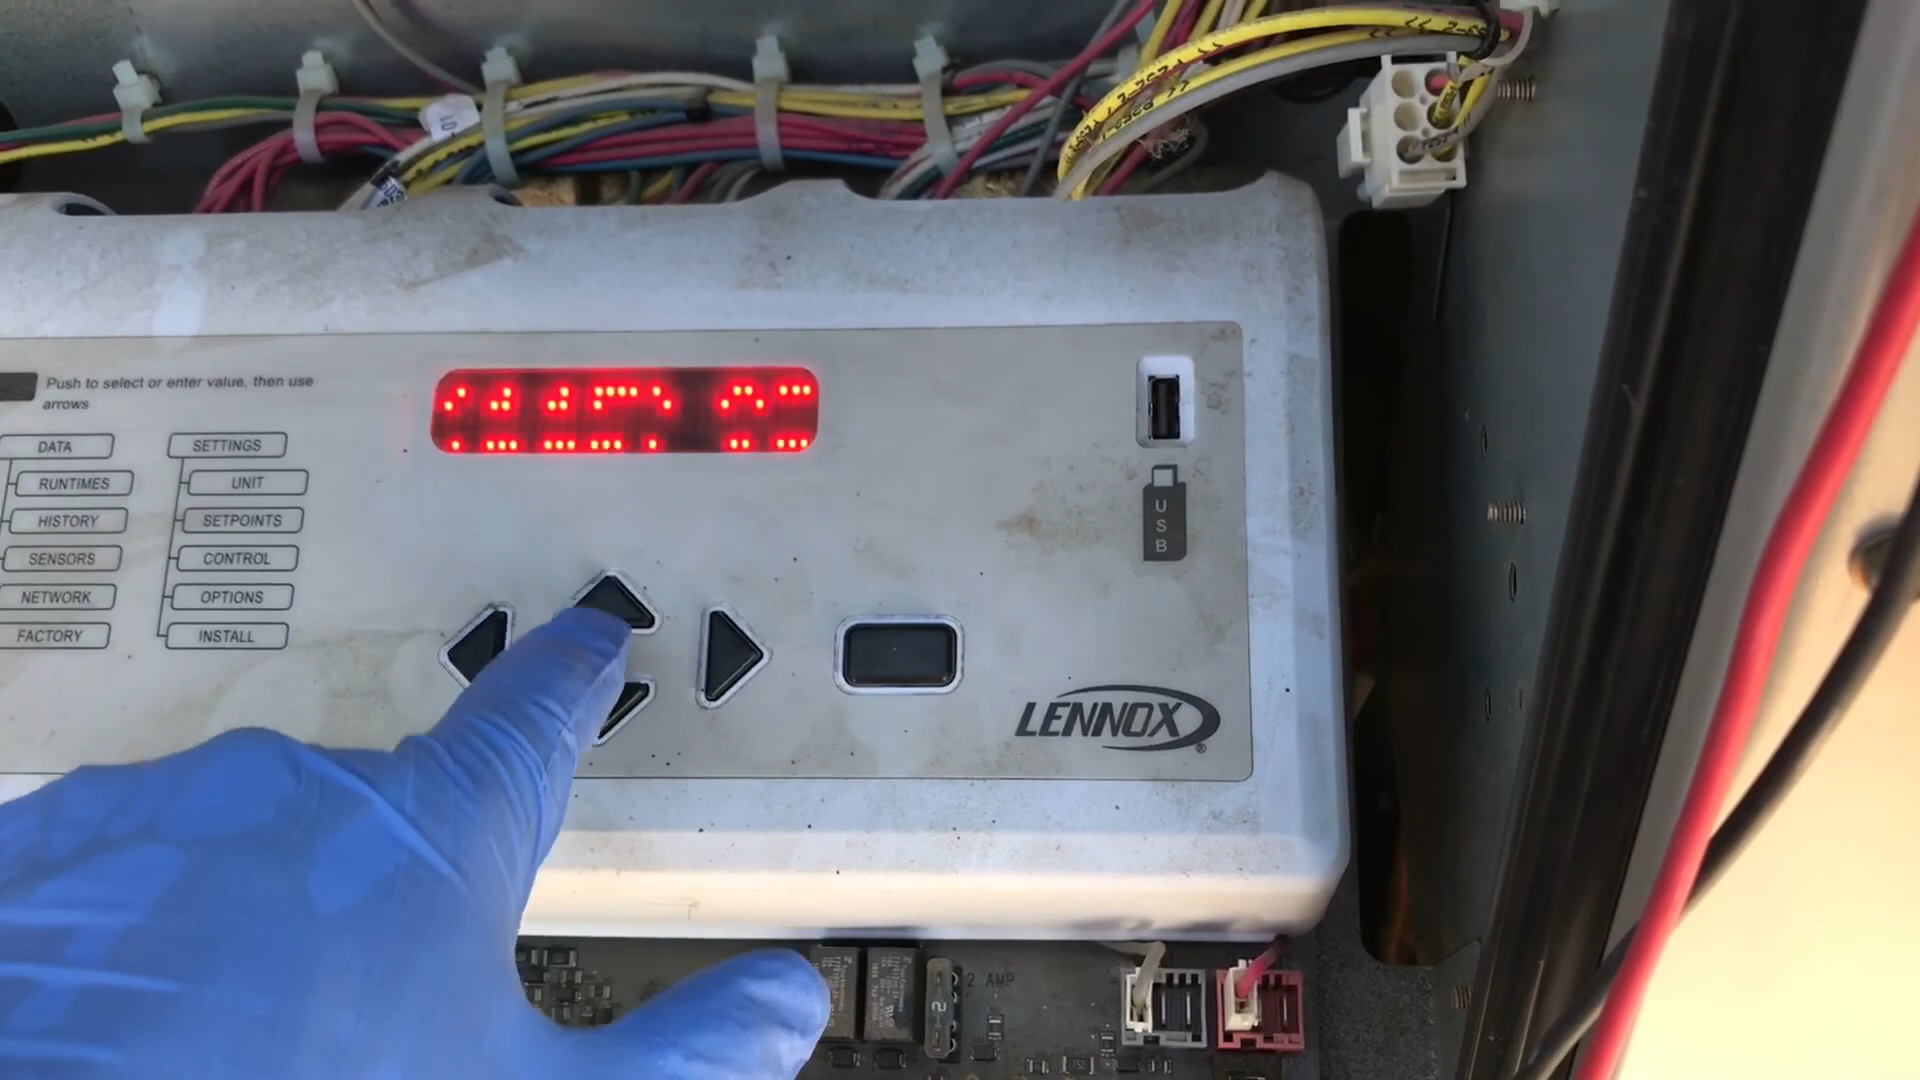 Push to select or enter value, then use
arrows
DATA
SETTINGS
RUNTIMES
UNIT
HISTORY
SETPOINTS
SENSORS
CONTROL
NETWORK
OPTIONS
FACTORY
INSTALL
USB
LENNOX®
2 AMP
2